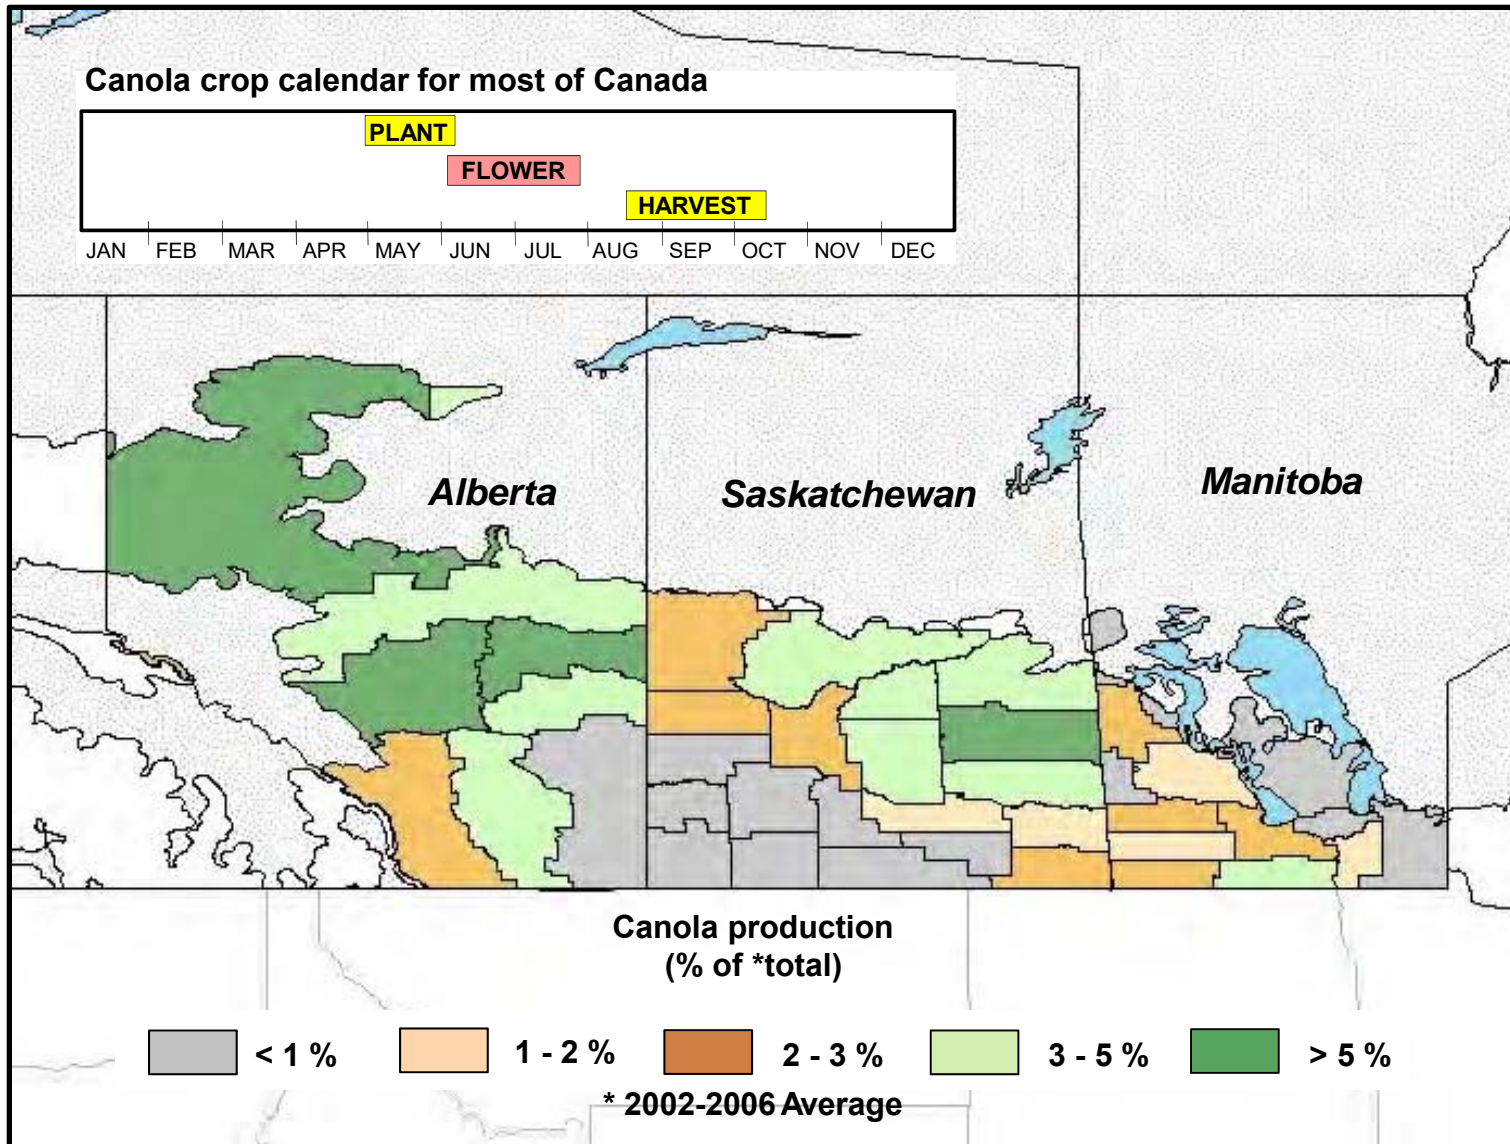 Canola crop calendar for most of Canada
PLANT
FLOWER
HARVEST
JAN FEB MAR APR MAY JUN JUL AUG SEP OCT NOV DEC
Alberta
Saskatchewan
Manitoba
Canola production
(% of *total)
< 1 % 1 - 2 % 2 - 3 % 3 - 5 % > 5 %
* 2002-2006 Average